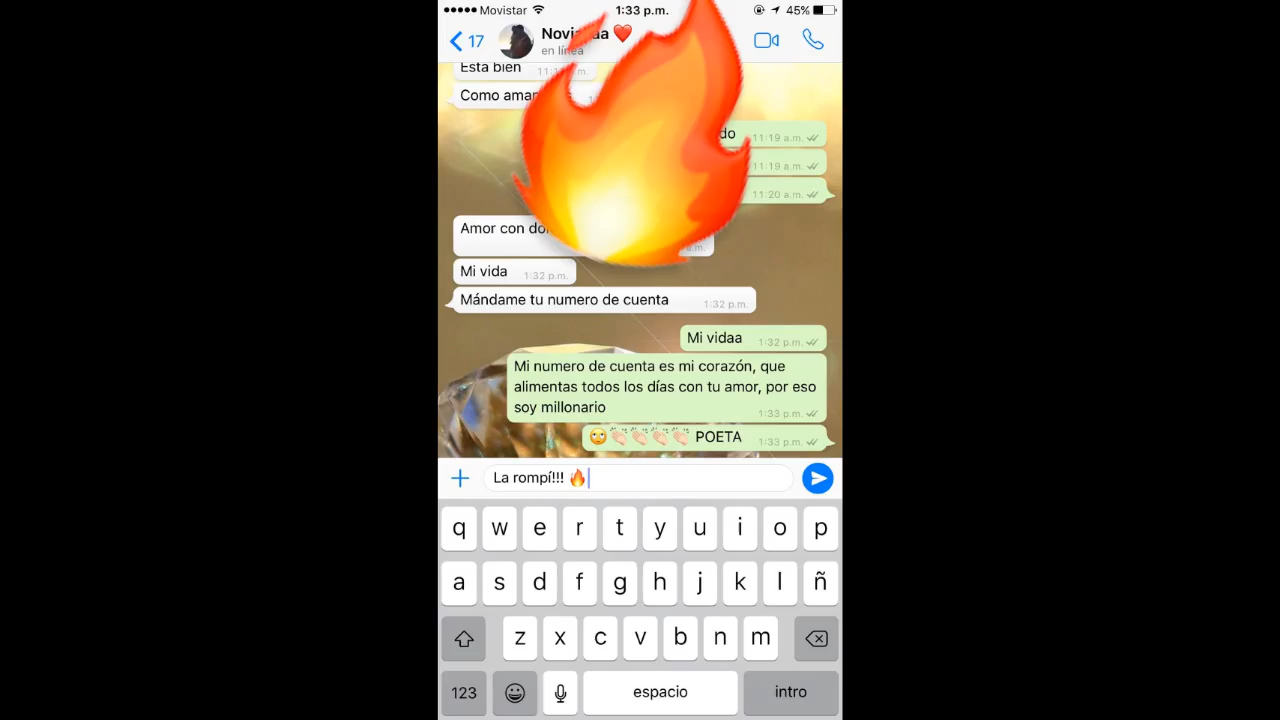 Movistar 1:33 p.m. 45%
17
en línea
Esta bien
Como
do 11:19 a.m.
11:19 a.m.
11:20 a.m.
Amor con
Mi vida 1:32 p.m.
Mándame tu numero de cuenta 1:32 p.m.
Mi vidaa 1:32 p.m.
Mi numero de cuenta es mi corazón, que
alimentas todos los días con tu amor, por eso
soy millonario 1:33 p.m.
🙄👏🏻👏🏻👏🏻👏🏻 POETA 1:33 p.m.
La rompí!!! 🔥
q w e r t y u i o p
a s d f g h j k l ñ
z x c v b n m
123 espacio intro